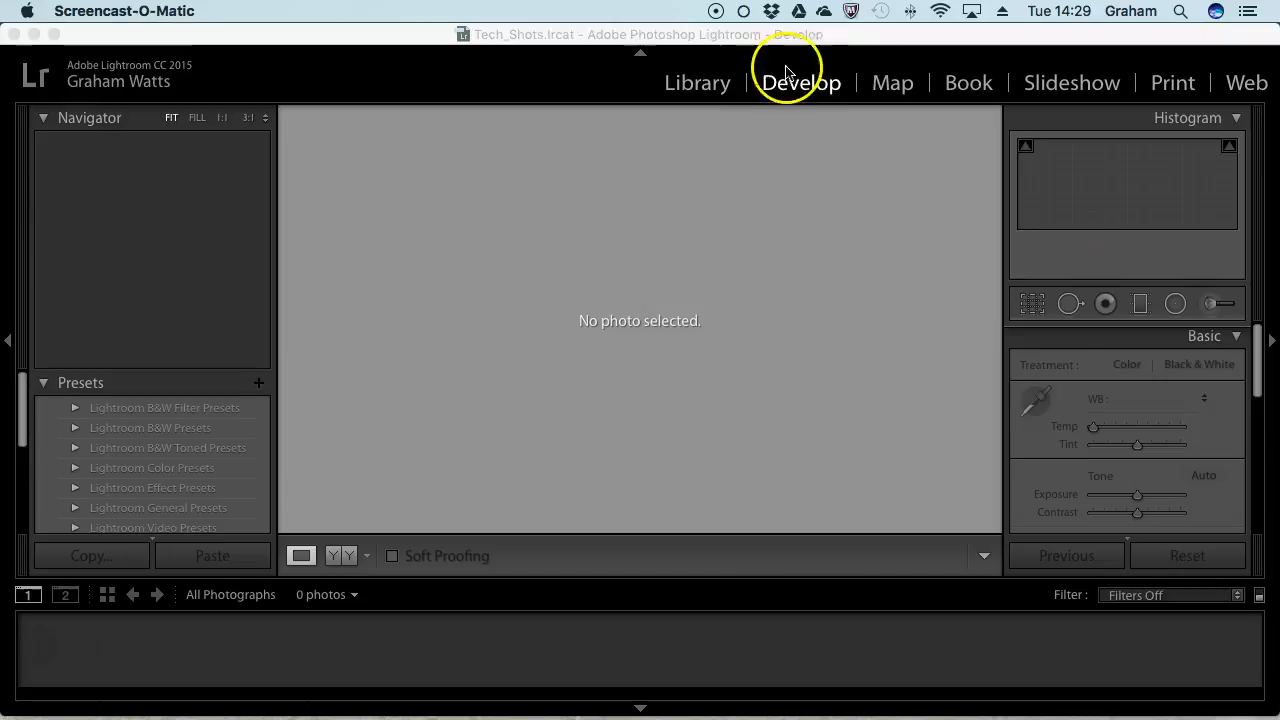 Screencast-O-Matic
Tue 14:29 Graham
Tech_Shots.lrcat - Adobe Photoshop Lightroom - Develop
Lr
Adobe Lightroom CC 2015
Graham Watts
Library | Develop | Map | Book | Slideshow | Print | Web
Navigator FIT FILL 1:1 3:1
Histogram
No photo selected.
Basic
Treatment : Color | Black & White
WB :
Temp
Tint
Tone Auto
Exposure
Contrast
Presets +
Lightroom B&W Filter Presets
Lightroom B&W Presets
Lightroom B&W Toned Presets
Lightroom Color Presets
Lightroom Effect Presets
Lightroom General Presets
Lightroom Video Presets
Copy... Paste
Y Y Soft Proofing
Previous Reset
1 2 All Photographs 0 photos
Filter : Filters Off